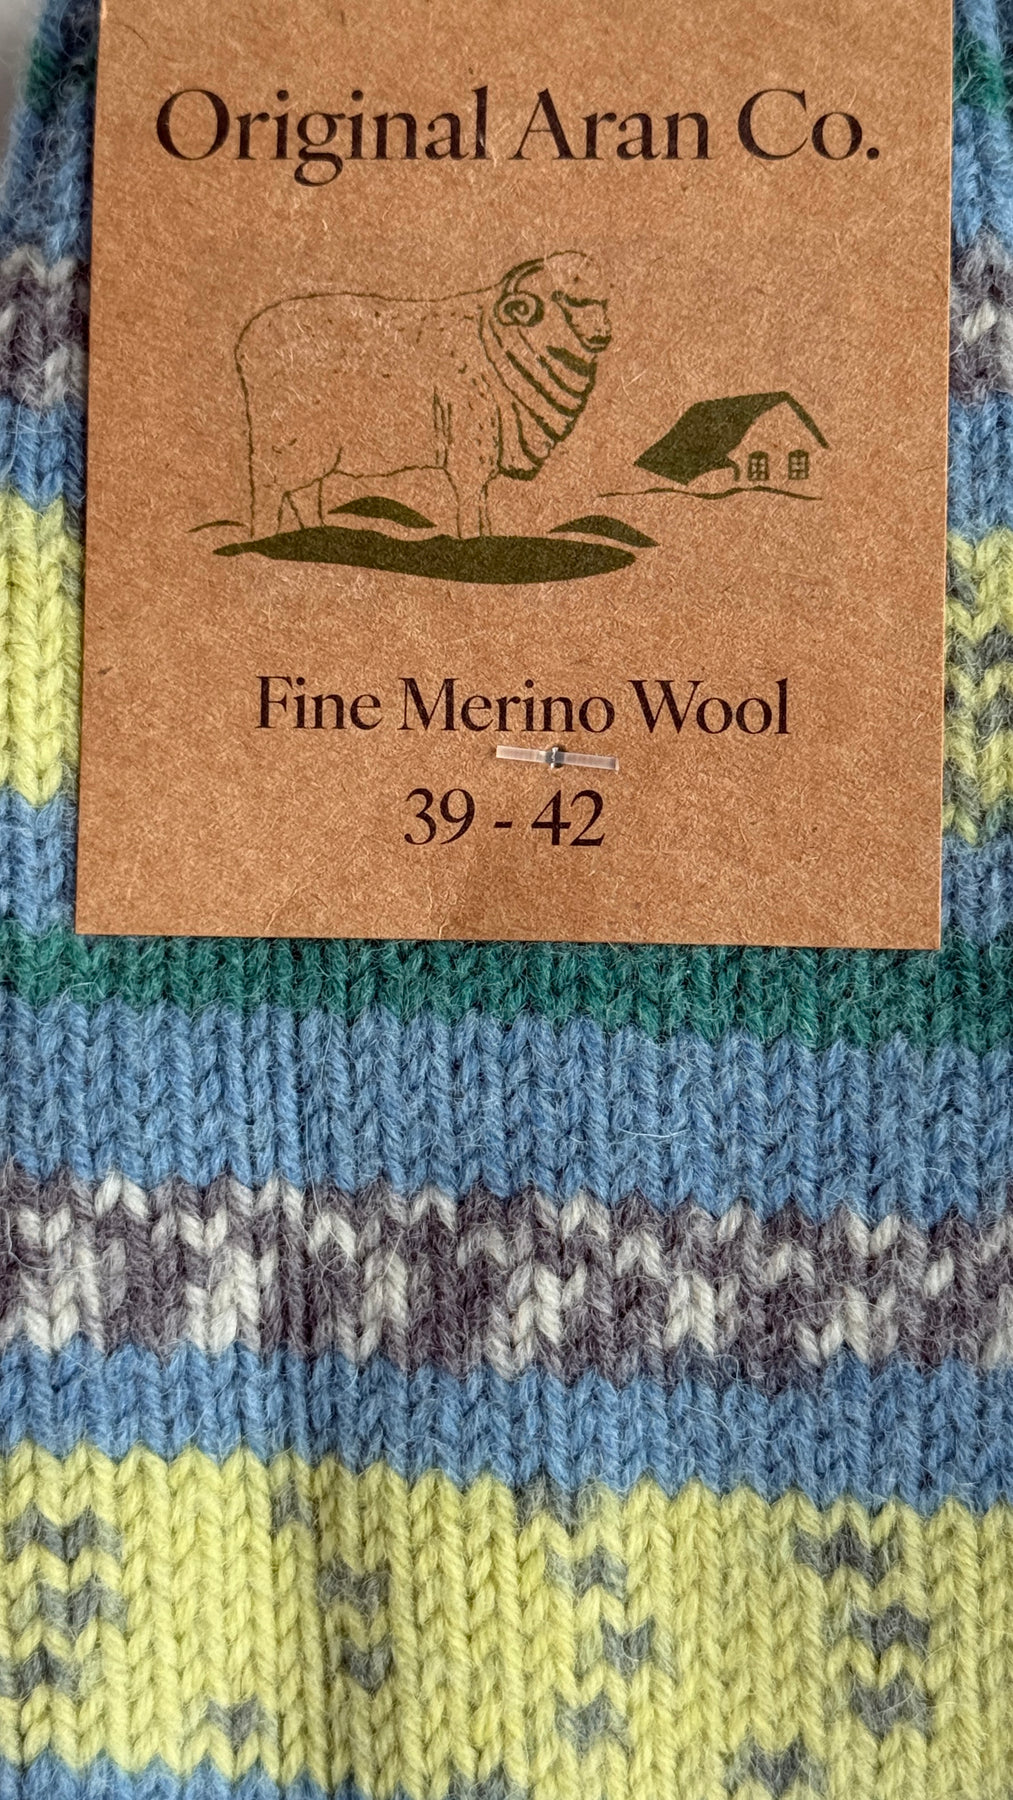 Original Aran Co.
Fine Merino Wool
39 - 42